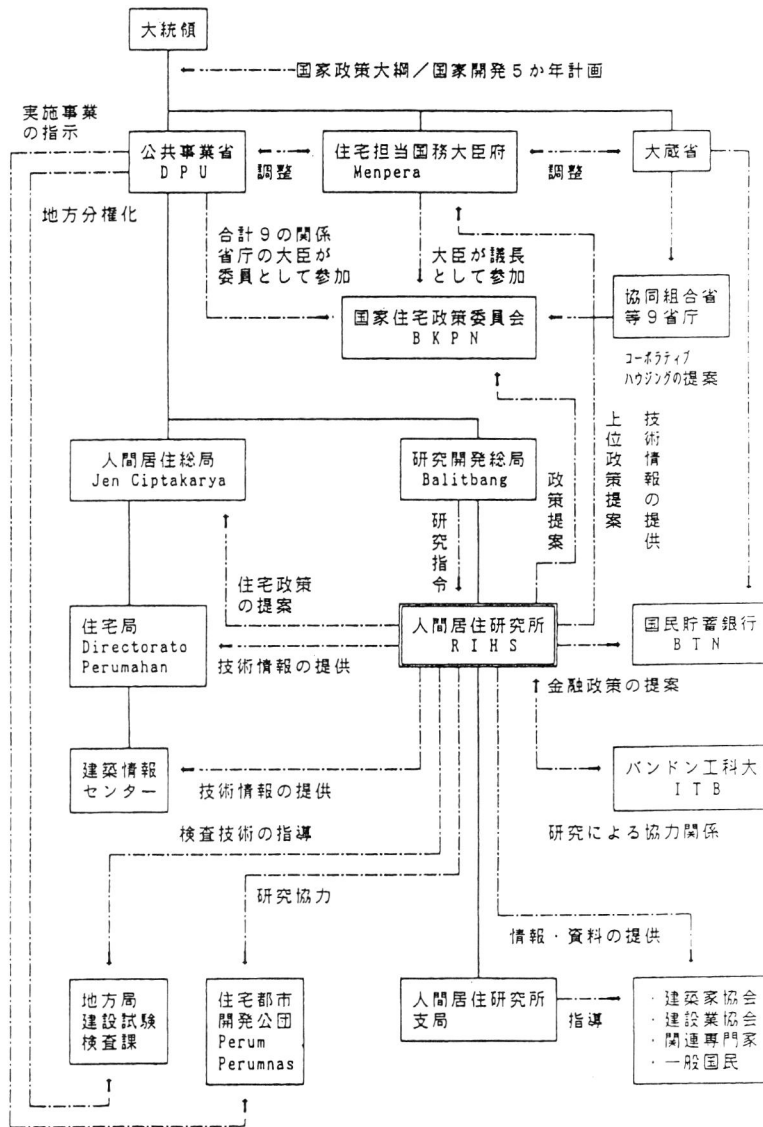 大統領
国家政策大綱／国家開発５か年計画
実施事業
の指示
公共事業省
ＤＰＵ
調整
住宅担当国務大臣府
Menpera
調整
大蔵省
地方分権化
合計９の関係
省庁の大臣が
委員として参加
大臣が議長
として参加
協同組合省
等９省庁
国家住宅政策委員会
ＢＫＰＮ
コーポラティブ
ハウジングの提案
人間居住総局
Jen Ciptakarya
研究開発総局
Balitbang
研究指令
政策提案
上位政策提案
技術情報の提供
住宅政策
の提案
住宅局
Directorato
Perumahan
技術情報の提供
人間居住研究所
ＲＩＨＳ
国民貯蓄銀行
ＢＴＮ
金融政策の提案
建築情報
センター
技術情報の提供
バンドン工科大
ＩＴＢ
検査技術の指導
研究による協力関係
研究協力
情報・資料の提供
地方局
建設試験
検査課
住宅都市
開発公団
Perum
Perumnas
人間居住研究所
支局
指導
・建築家協会
・建設業協会
・関連専門家
・一般国民